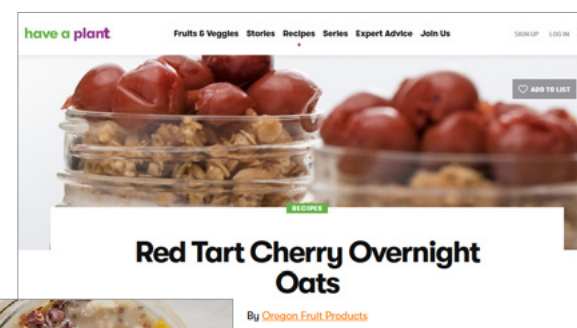 have a plant Fruits & Veggies Stories Recipes Series Expert Advice Join Us SIGN UP LOG IN
ADD TO LIST
RECIPES
Red Tart Cherry Overnight
Oats
By Oregon Fruit Products